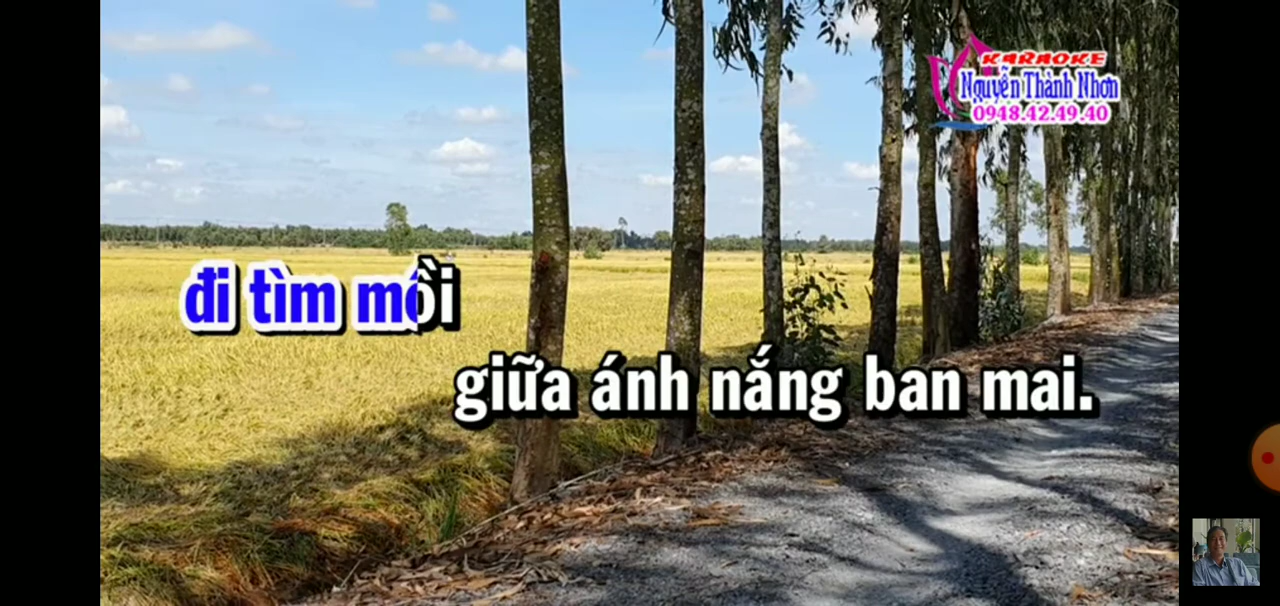 KARAOKE
Nguyễn Thành Nhơn
0948.42.49.40
đi tìm mồi
giữa ánh nắng ban mai.